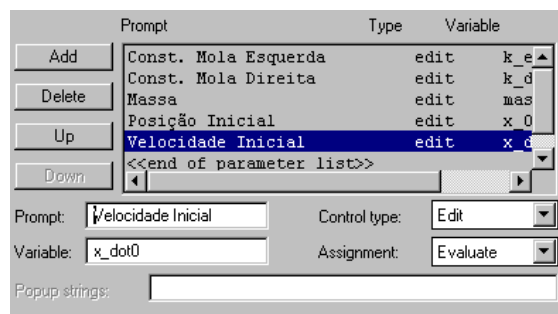 Prompt Type Variable
Add
Delete
Up
Down
Const. Mola Esquerda edit k_e
Const. Mola Direita edit k_d
Massa edit mas
Posição Inicial edit x_0
Velocidade Inicial edit x_d
<<end of parameter list>>
Prompt: Velocidade Inicial Control type: Edit
Variable: x_dot0 Assignment: Evaluate
Popup strings: